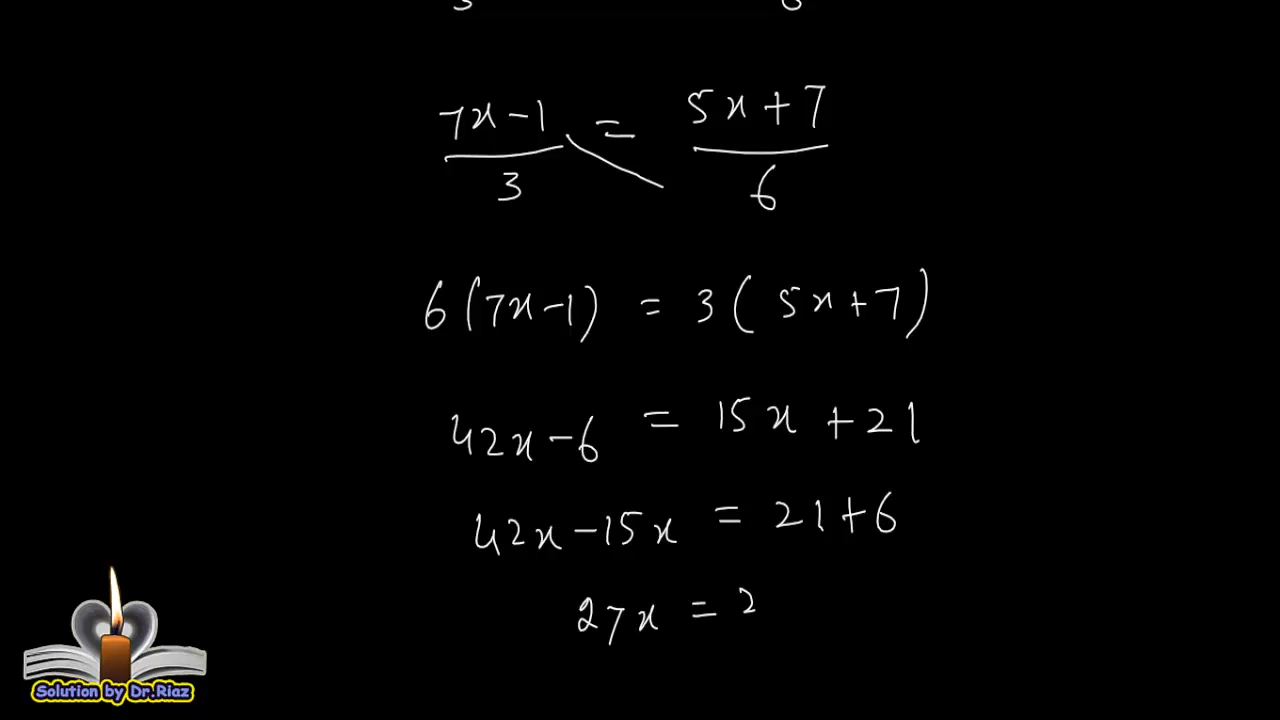 7x-1/3 = 5x+7/6
6(7x-1) = 3(5x+7)
42x-6 = 15x+21
42x-15x = 21+6
27x = 2
Solution by Dr.Riaz